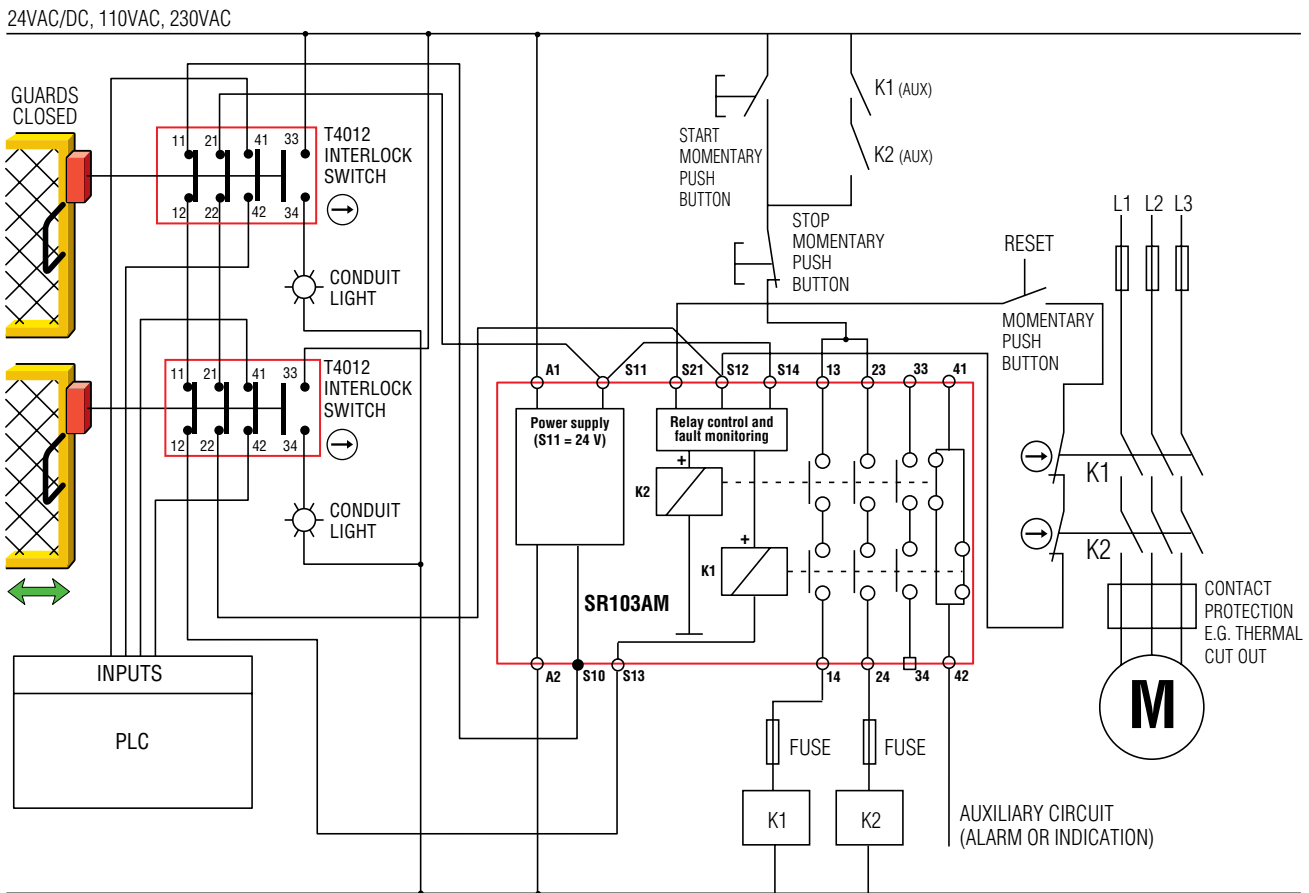 24VAC/DC, 110VAC, 230VAC
GUARDS
CLOSED
11 21 41 33
12 22 42 34
T4012
INTERLOCK
SWITCH
CONDUIT
LIGHT
11 21 41 33
12 22 42 34
T4012
INTERLOCK
SWITCH
CONDUIT
LIGHT
INPUTS
PLC
START
MOMENTARY
PUSH
BUTTON
K1 (AUX)
K2 (AUX)
STOP
MOMENTARY
PUSH
BUTTON
RESET
MOMENTARY
PUSH
BUTTON
L1 L2 L3
A1 S11 S21 S12 S14 13 23 33 41
Power supply
(S11 = 24 V)
Relay control and
fault monitoring
+
K2
+
K1
SR103AM
A2 S10 S13 14 24 34 42
FUSE
FUSE
K1
K2
AUXILIARY CIRCUIT
(ALARM OR INDICATION)
K1
K2
CONTACT
PROTECTION
E.G. THERMAL
CUT OUT
M